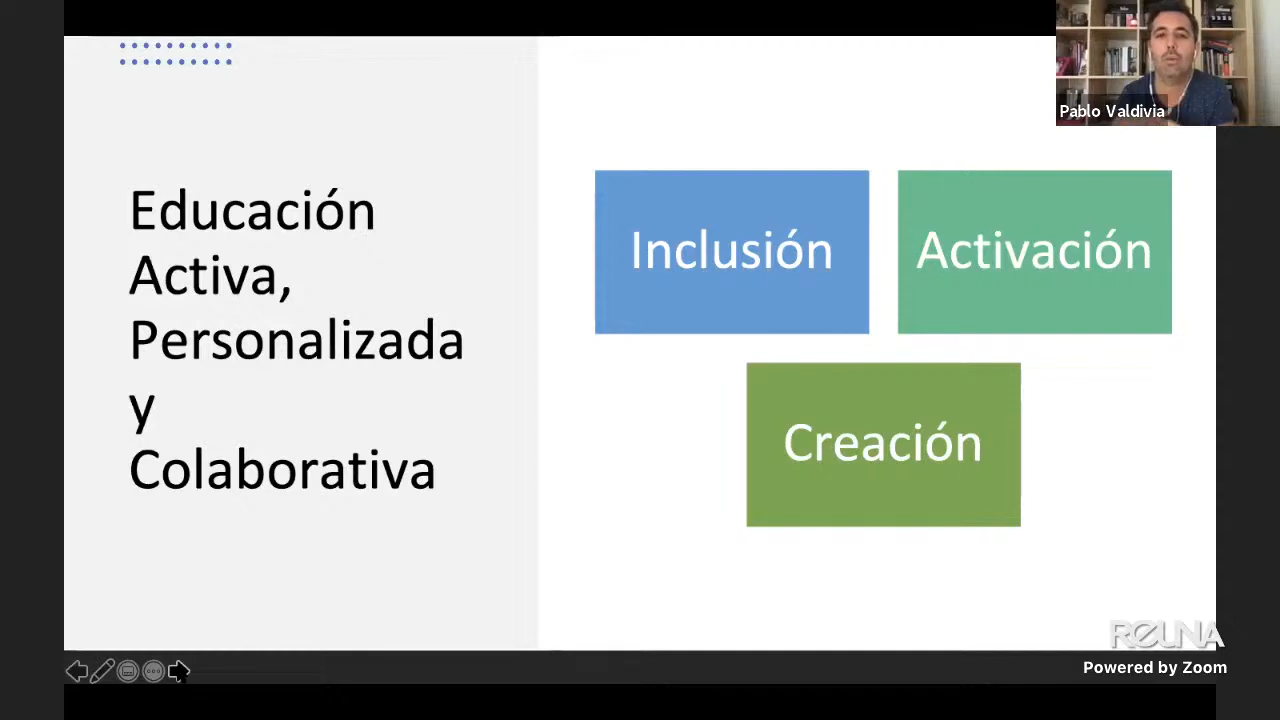 Pablo Valdivia
Educación
Activa,
Personalizada
y
Colaborativa
Inclusión
Activación
Creación
REUNA
Powered by Zoom